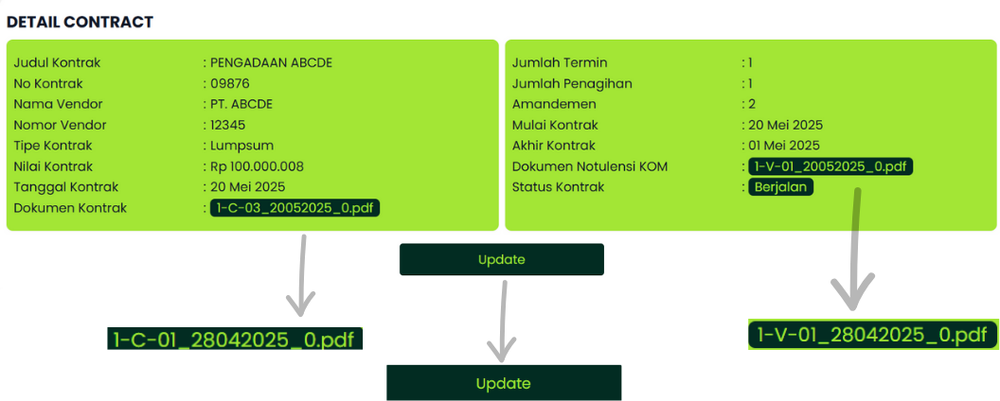 DETAIL CONTRACT
Judul Kontrak : PENGADAAN ABCDE
No Kontrak : 09876
Nama Vendor : PT. ABCDE
Nomor Vendor : 12345
Tipe Kontrak : Lumpsum
Nilai Kontrak : Rp 100.000.008
Tanggal Kontrak : 20 Mei 2025
Dokumen Kontrak : 1-C-03_20052025_0.pdf
Jumlah Termin : 1
Jumlah Penagihan : 1
Amandemen : 2
Mulai Kontrak : 20 Mei 2025
Akhir Kontrak : 01 Mei 2025
Dokumen Notulensi KOM : 1-V-01_20052025_0.pdf
Status Kontrak : Berjalan
Update
1-C-01_28042025_0.pdf
1-V-01_28042025_0.pdf
Update